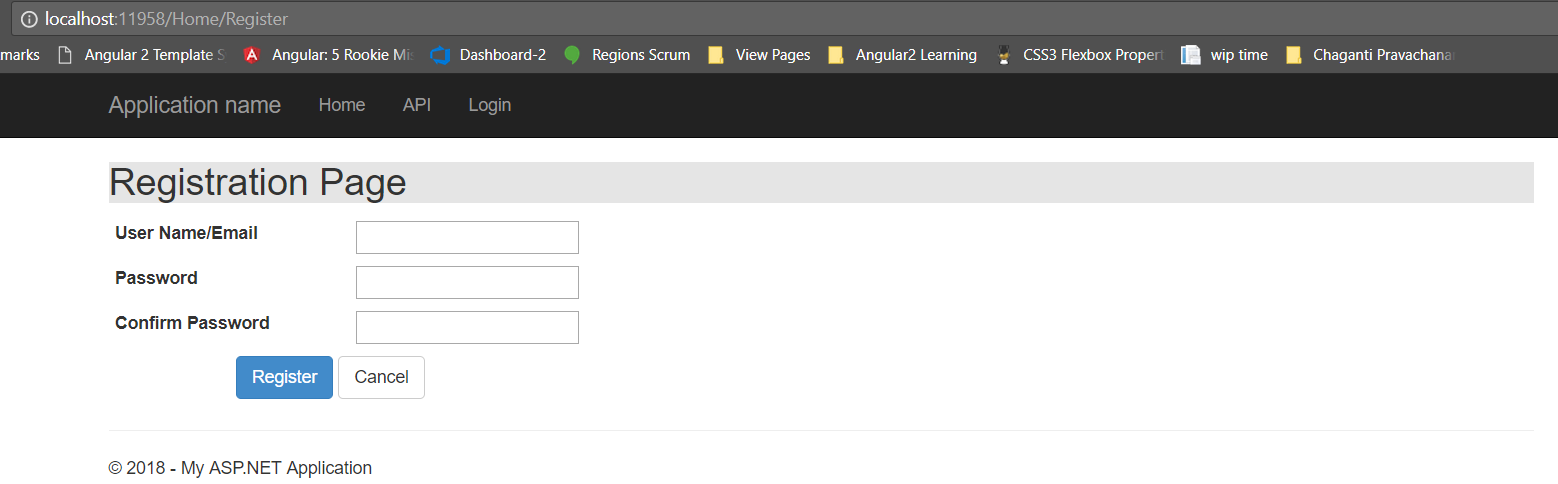 localhost:11958/Home/Register
marks Angular 2 Template S Angular: 5 Rookie Mis Dashboard-2 Regions Scrum View Pages Angular2 Learning CSS3 Flexbox Propert wip time Chaganti Pravachana
Application name Home API Login
Registration Page
User Name/Email
Password
Confirm Password
Register Cancel
© 2018 - My ASP.NET Application